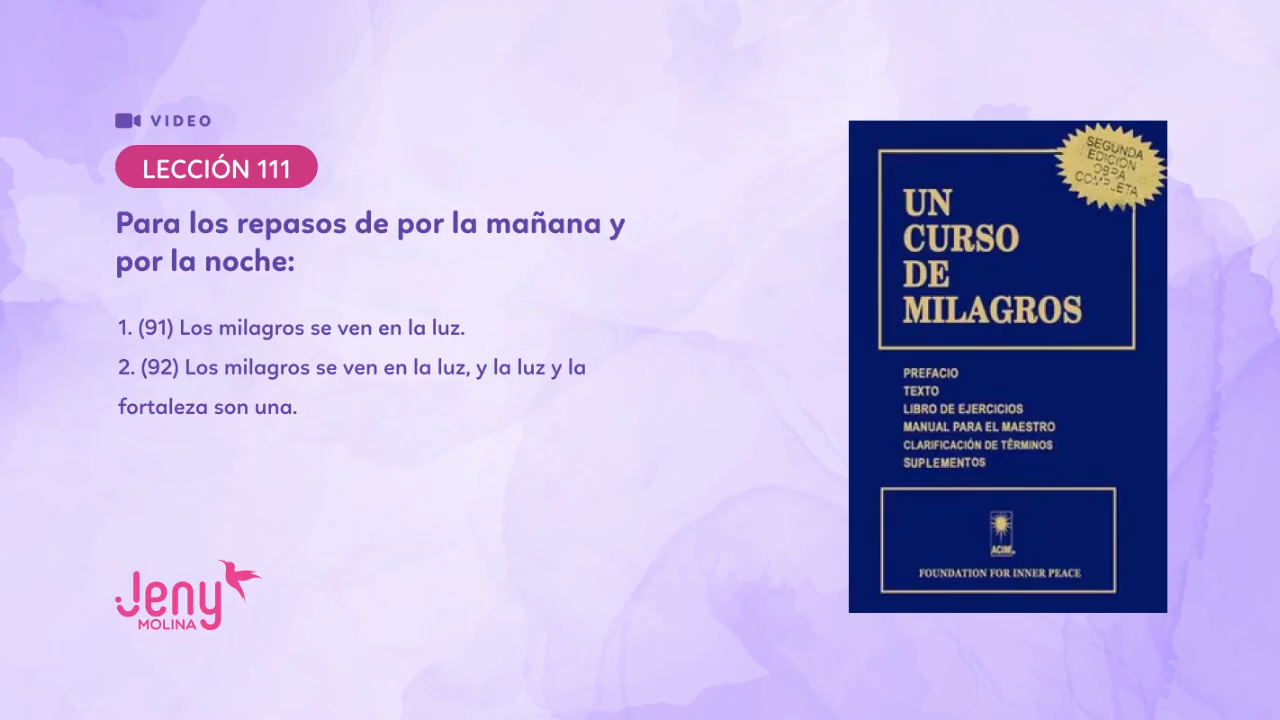 VIDEO
LECCIÓN 111
Para los repasos de por la mañana y
por la noche:
1. (91) Los milagros se ven en la luz.
2. (92) Los milagros se ven en la luz, y la luz y la
fortaleza son una.
Jeny
MOLINA
SEGUNDA
EDICIÓN
OBRA
COMPLETA
UN
CURSO
DE
MILAGROS
PREFACIO
TEXTO
LIBRO DE EJERCICIOS
MANUAL PARA EL MAESTRO
CLARIFICACIÓN DE TÉRMINOS
SUPLEMENTOS
ACIM
FOUNDATION FOR INNER PEACE